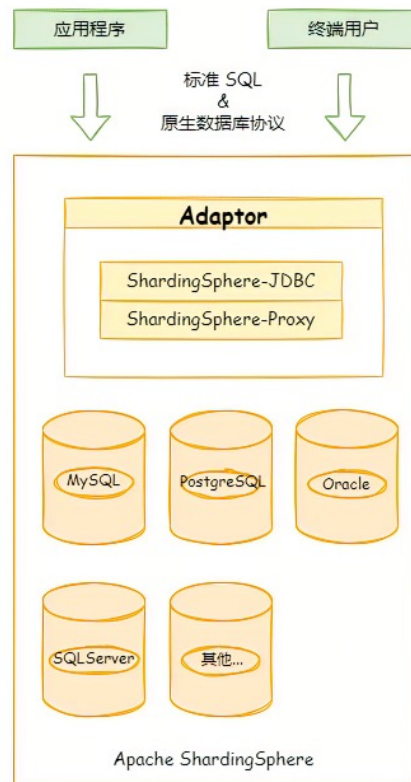 应用程序
终端用户
标准 SQL
&
原生数据库协议
Adaptor
ShardingSphere-JDBC
ShardingSphere-Proxy
MySQL
PostgreSQL
Oracle
SQLServer
其他...
Apache ShardingSphere